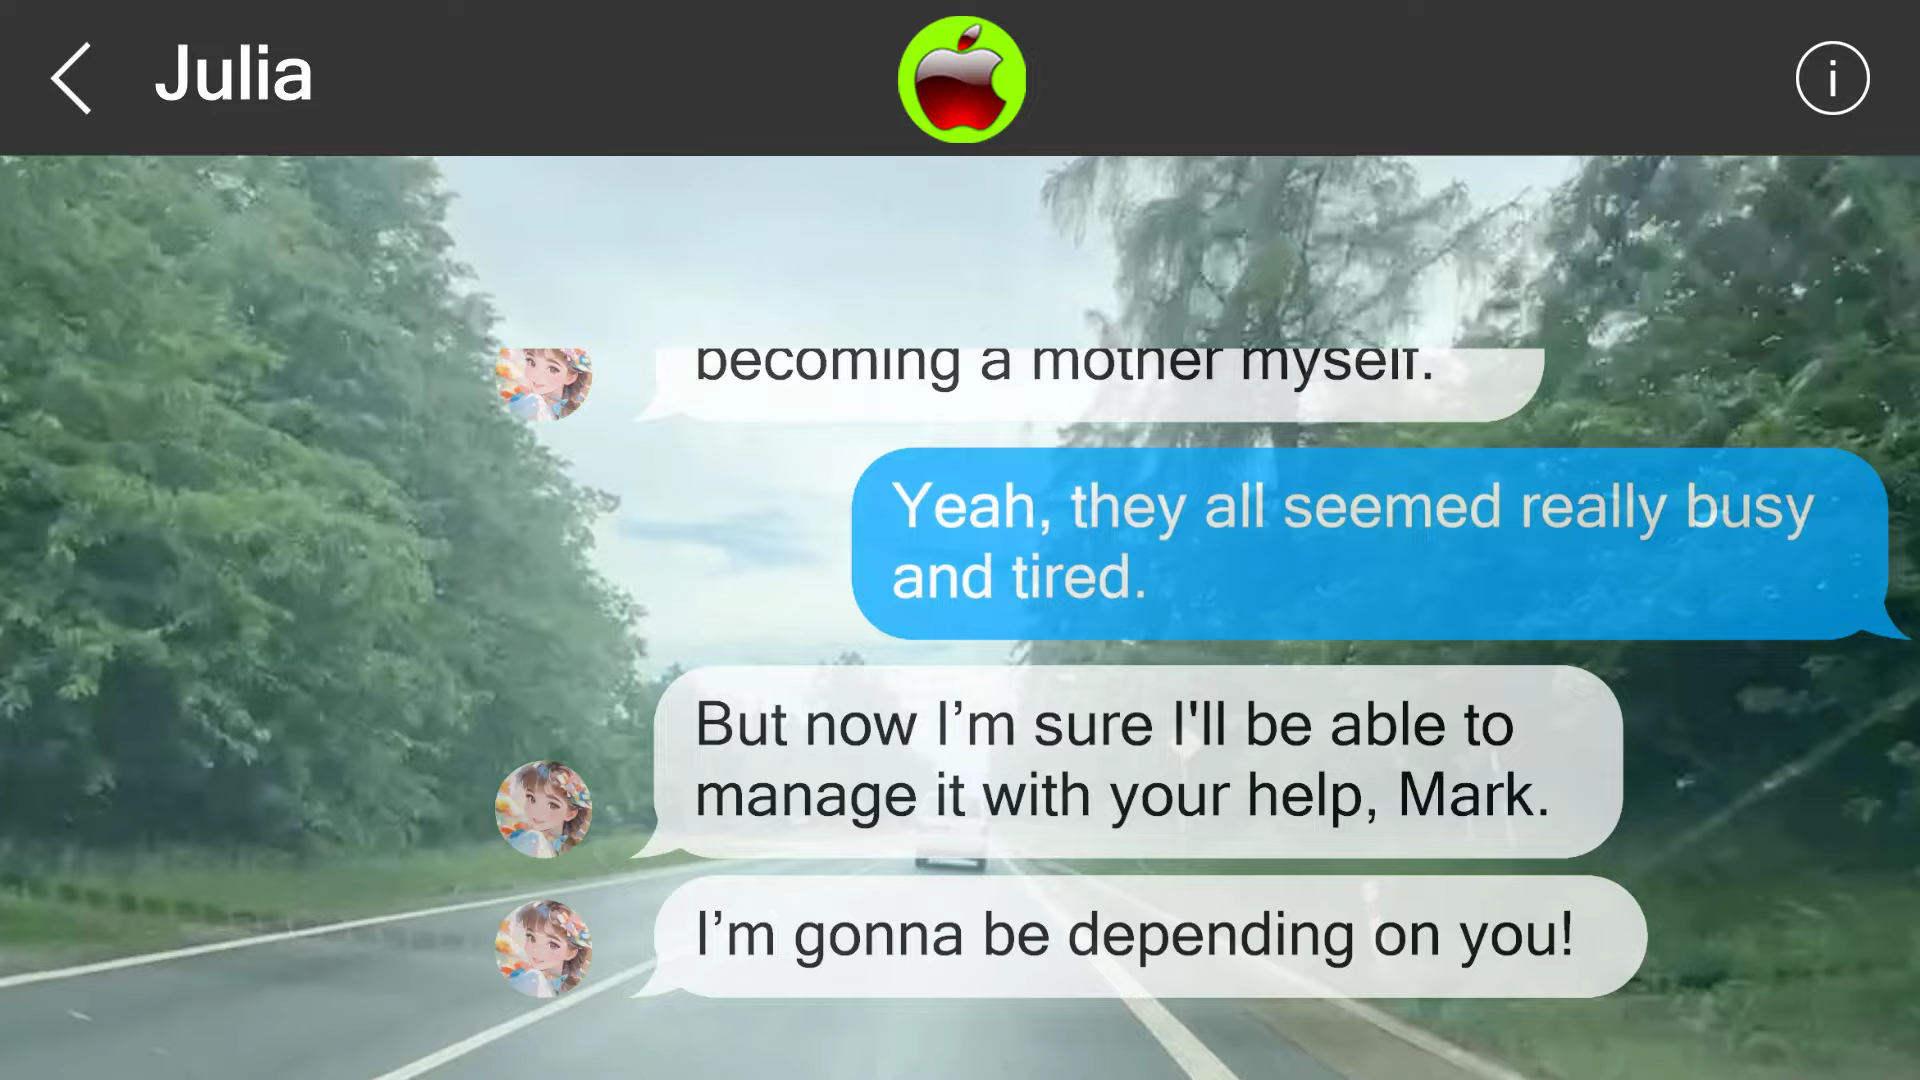 Julia
becoming a mother myself.
Yeah, they all seemed really busy
and tired.
But now I’m sure I'll be able to
manage it with your help, Mark.
I’m gonna be depending on you!